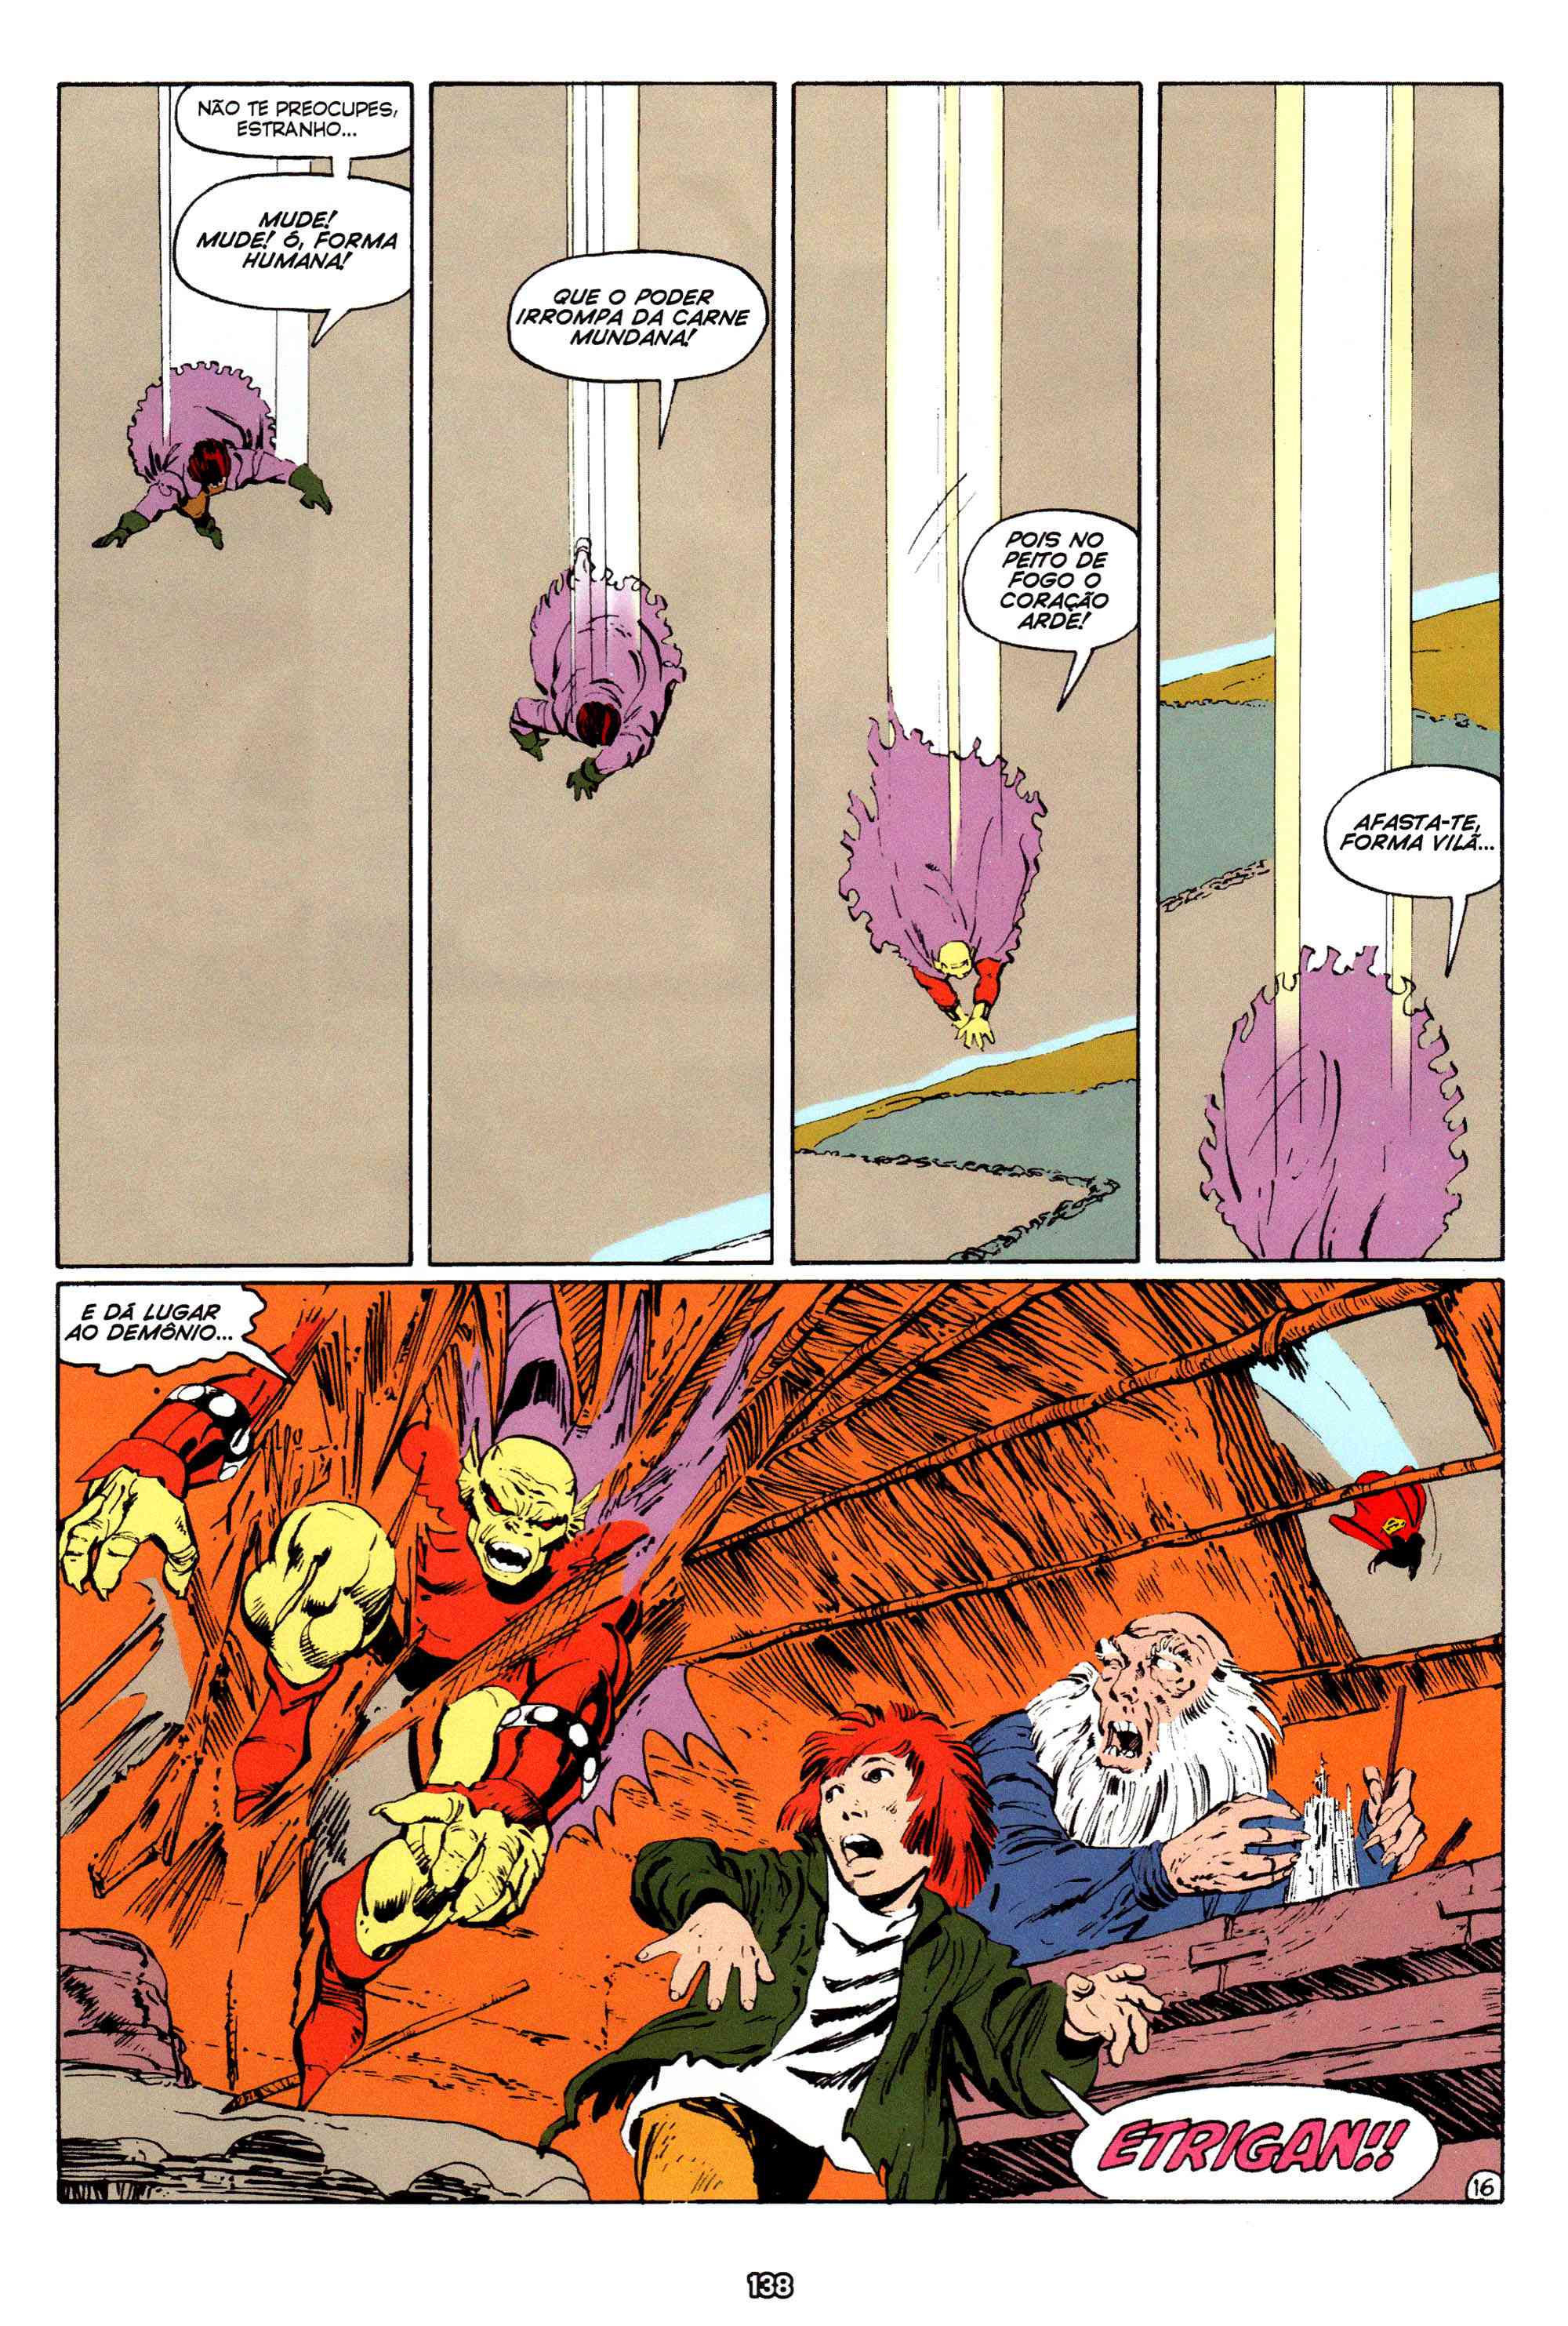 NÃO TE PREOCUPES,
ESTRANHO...
MUDE!
MUDE! Ó, FORMA
HUMANA!
QUE O PODER
IRROMPA DA CARNE
MUNDANA!
POIS NO
PEITO DE
FOGO O
CORAÇÃO
ARDE!
AFASTA-TE,
FORMA VILÃ...
E DÁ LUGAR
AO DEMÔNIO...
ETRIGAN!!
16
138